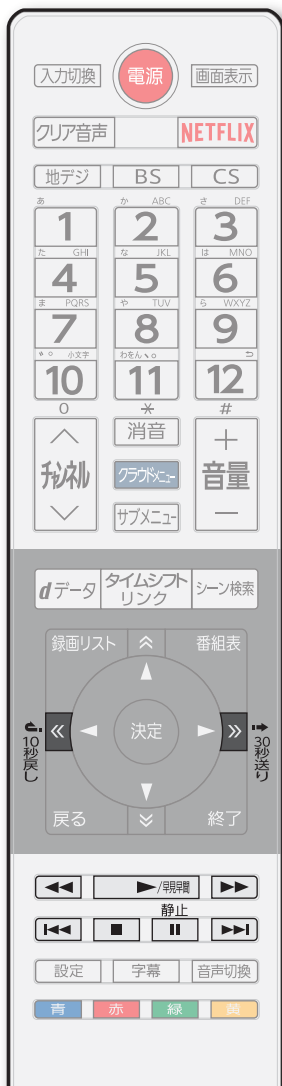 入力切換 電源 画面表示
クリア音声 NETFLIX
地デジ BS CS
あ か ABC さ DEF
1 2 3
た GHI な JKL は MNO
4 5 6
ま PQRS や TUV ら WXYZ
7 8 9
小文字 わをん、。
10 11 12
0 #
チャンネル 消音 + 音量 −
クラウドメニュー
サブメニュー
dデータ タイムシフトリンク シーン検索
録画リスト 番組表
10秒戻し 決定 30秒送り
戻る 終了
/早見早聞
静止
設定 字幕 音声切換
青 赤 緑 黄